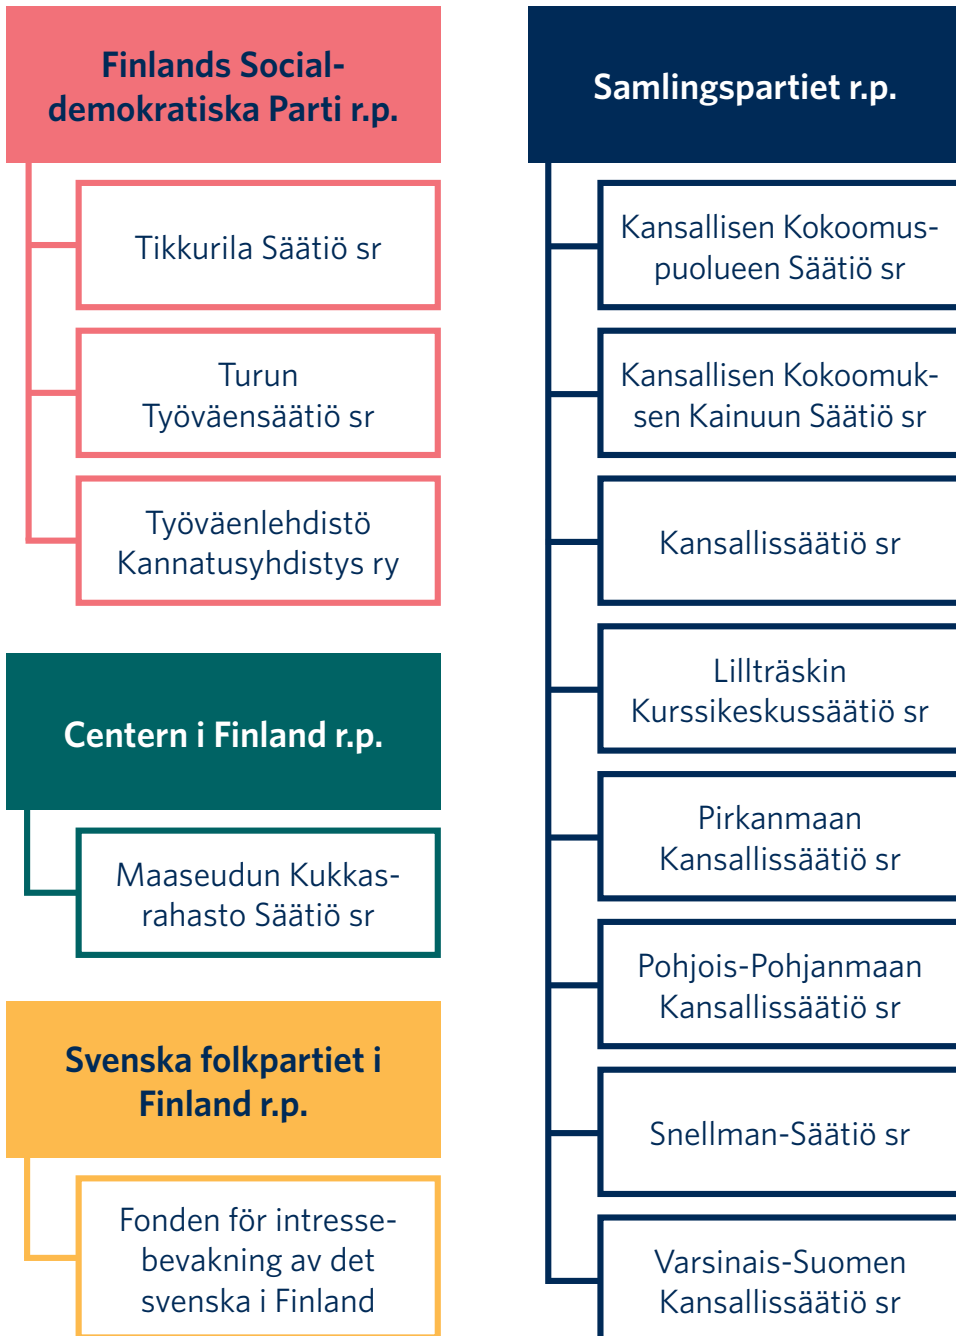 Finlands Social-
demokratiska Parti r.p.
Tikkurila Säätiö sr
Turun
Työväensäätiö sr
Työväenlehdistö
Kannatusyhdistys ry
Centern i Finland r.p.
Maaseudun Kukkas-
rahasto Säätiö sr
Svenska folkpartiet i
Finland r.p.
Fonden för intresse-
bevakning av det
svenska i Finland
Samlingspartiet r.p.
Kansallisen Kokoomus-
puolueen Säätiö sr
Kansallisen Kokoomuk-
sen Kainuun Säätiö sr
Kansallissäätiö sr
Lillträskin
Kurssikeskussäätiö sr
Pirkanmaan
Kansallissäätiö sr
Pohjois-Pohjanmaan
Kansallissäätiö sr
Snellman-Säätiö sr
Varsinais-Suomen
Kansallissäätiö sr